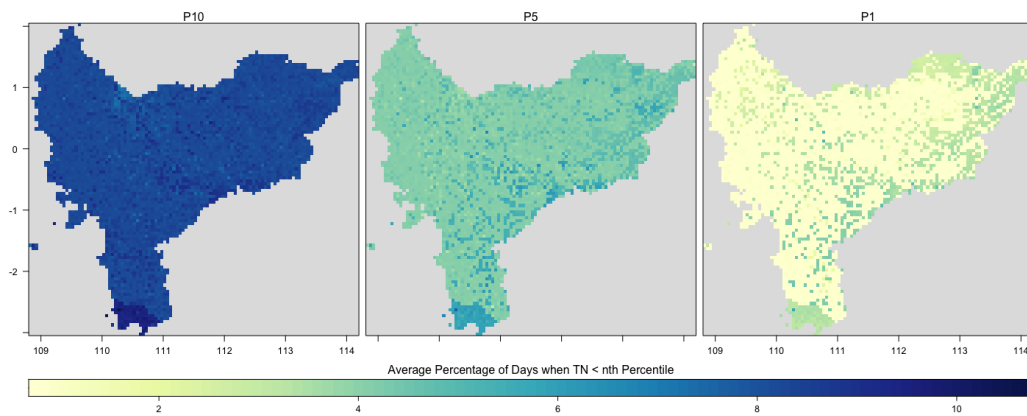 P10 P5 P1
1
0
-1
-2
109 110 111 112 113 114 109 110 111 112 113 114
Average Percentage of Days when TN < nth Percentile
2 4 6 8 10